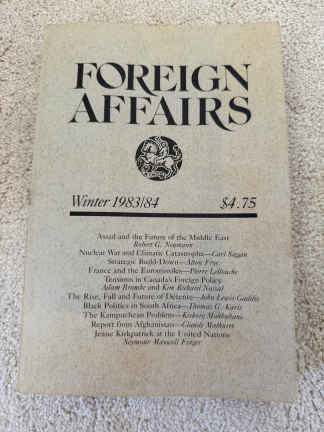 FOREIGN
AFFAIRS
Winter 1983/84 $4.75
Assad and the Future of the Middle East
Robert G. Neumann
Nuclear War and Climatic Catastrophe—Carl Sagan
Strategic Build-Down—Alton Frye
France and the Euromissiles—Pierre Lellouche
Tensions in Canada's Foreign Policy
Adam Bromke and Kim Richard Nossal
The Rise, Fall and Future of Détente—John Lewis Gaddis
Black Politics in South Africa—Thomas G. Karis
The Kampuchean Problem—Kishore Mahbubani
Report from Afghanistan—Claude Malhuret
Jeane Kirkpatrick at the United Nations
Seymour Maxwell Finger